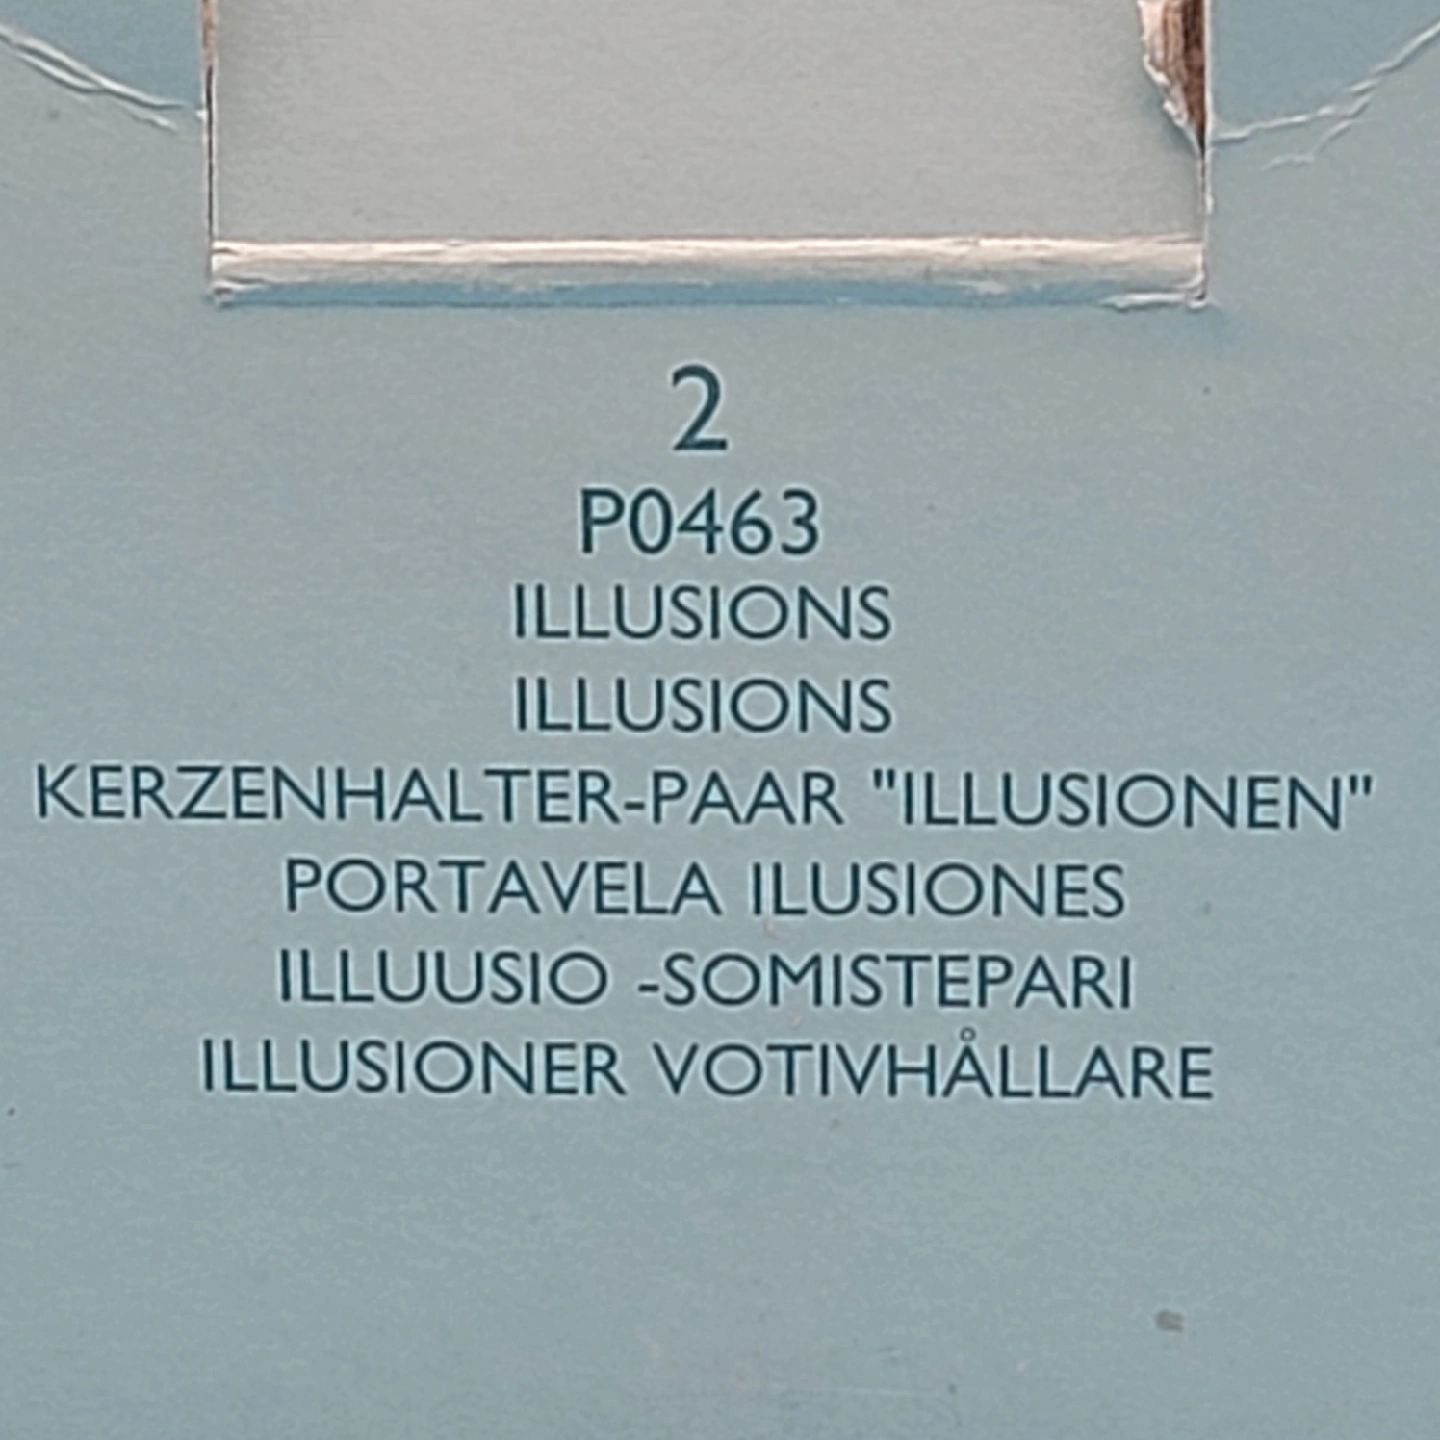 2
P0463
ILLUSIONS
ILLUSIONS
KERZENHALTER-PAAR "ILLUSIONEN"
PORTAVELA ILUSIONES
ILLUUSIO -SOMISTEPARI
ILLUSIONER VOTIVHÅLLARE